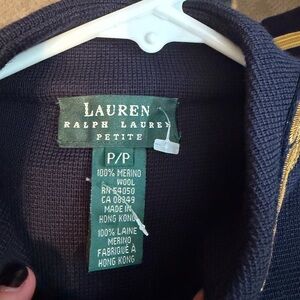 LAUREN
RALPH LAUREN
PETITE
P/P
100% MERINO
WOOL
RN 54050
CA 08949
MADE IN
HONG KONG
100% LAINE
MERINO
FABRIQUÉ À
HONG KONG